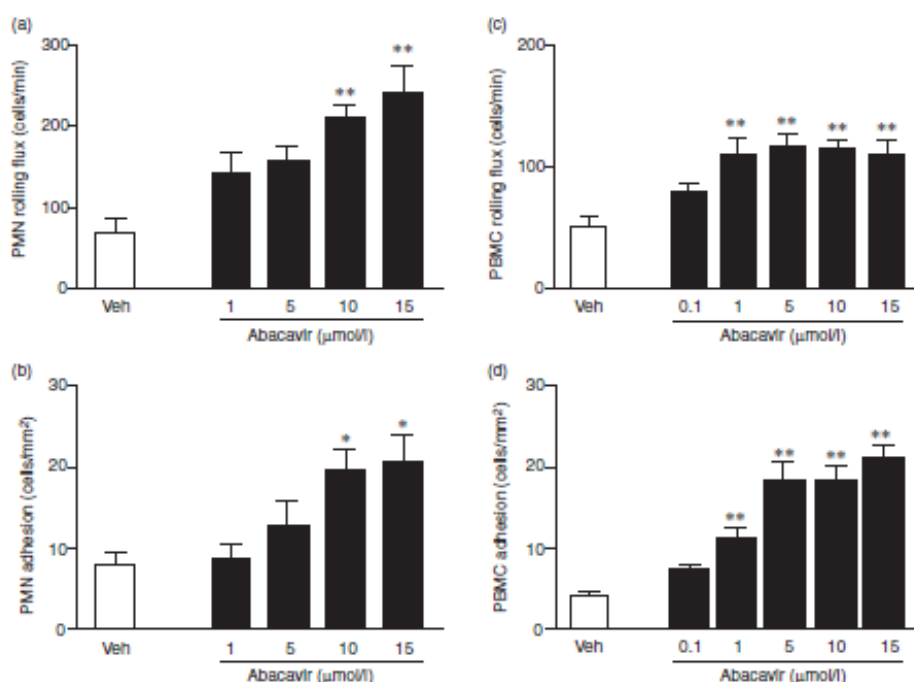 (a)
300
200
100
0
PMN rolling flux (cells/min)
** **
Veh 1 5 10 15
Abacavir (μmol/l)
(c)
200
100
0
PBMC rolling flux (cells/min)
** ** ** **
Veh 0.1 1 5 10 15
Abacavir (μmol/l)
(b)
30
20
10
0
PMN adhesion (cells/mm²)
* *
Veh 1 5 10 15
Abacavir (μmol/l)
(d)
30
20
10
0
PBMC adhesion (cells/mm²)
** ** ** **
Veh 0.1 1 5 10 15
Abacavir (μmol/l)